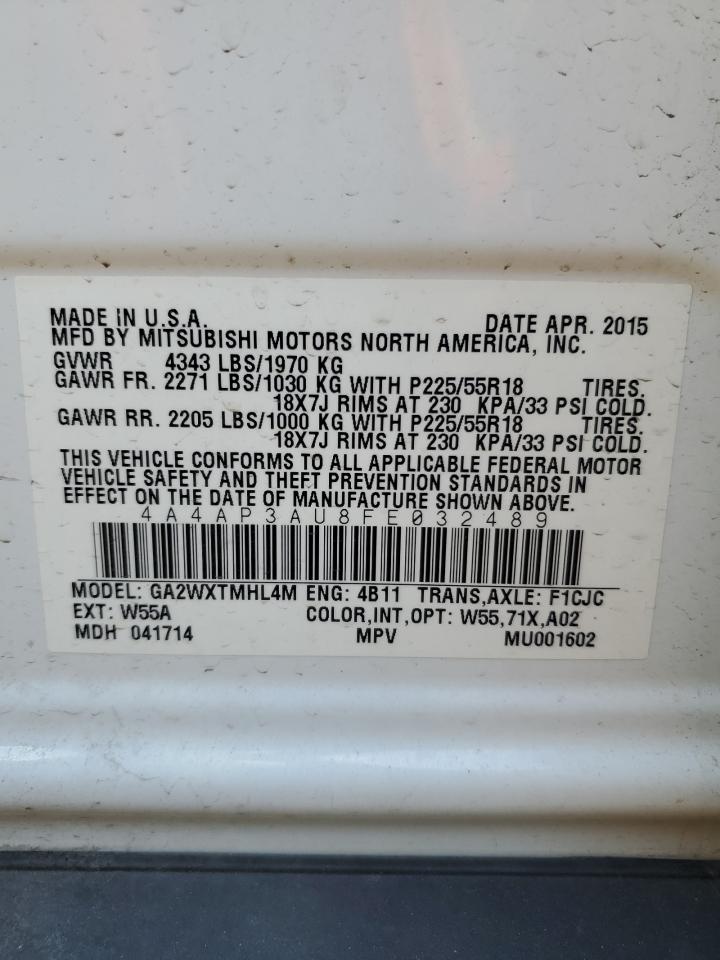 MADE IN U.S.A. DATE APR. 2015
MFD BY MITSUBISHI MOTORS NORTH AMERICA, INC.
GVWR 4343 LBS/1970 KG
GAWR FR. 2271 LBS/1030 KG WITH P225/55R18 TIRES.
18X7J RIMS AT 230 KPA/33 PSI COLD.
GAWR RR. 2205 LBS/1000 KG WITH P225/55R18 TIRES.
18X7J RIMS AT 230 KPA/33 PSI COLD.
THIS VEHICLE CONFORMS TO ALL APPLICABLE FEDERAL MOTOR
VEHICLE SAFETY AND THEFT PREVENTION STANDARDS IN
EFFECT ON THE DATE OF MANUFACTURE SHOWN ABOVE.
4A4AP3AU8FE032489
MODEL: GA2WXTMHL4M ENG: 4B11 TRANS,AXLE: F1CJC
EXT: W55A COLOR,INT,OPT: W55,71X,A02
MDH 041714 MPV MU001602